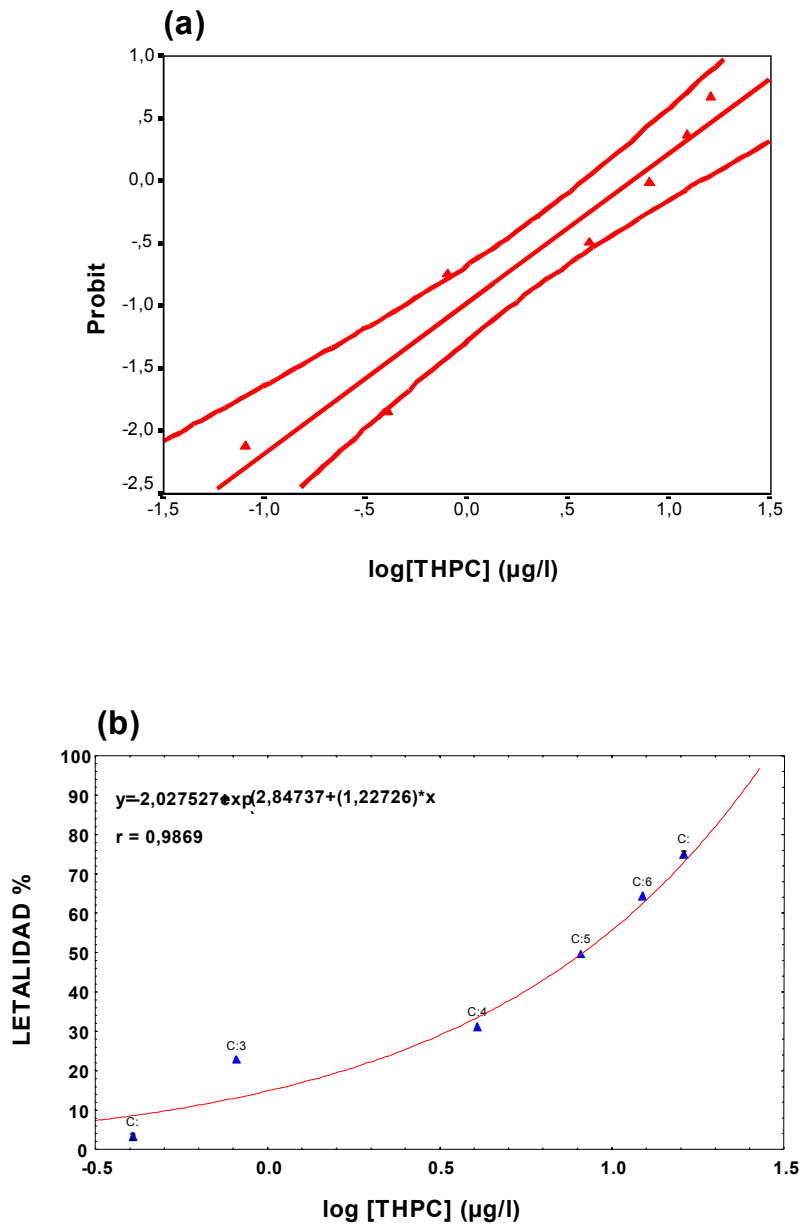 (a)
1,0
,5
0,0
-,5
-1,0
-1,5
-2,0
-2,5
Probit
-1,5 -1,0 -,5 0,0 ,5 1,0 1,5
log[THPC] (µg/l)
(b)
100
90
80
70
60
50
40
30
20
10
0
LETALIDAD %
y=-2,027527+exp(2,84737+(1,22726)*x
r = 0,9869
C:
C:3
C:4
C:5
C:6
C:
-0.5 0.0 0.5 1.0 1.5
log [THPC] (µg/l)